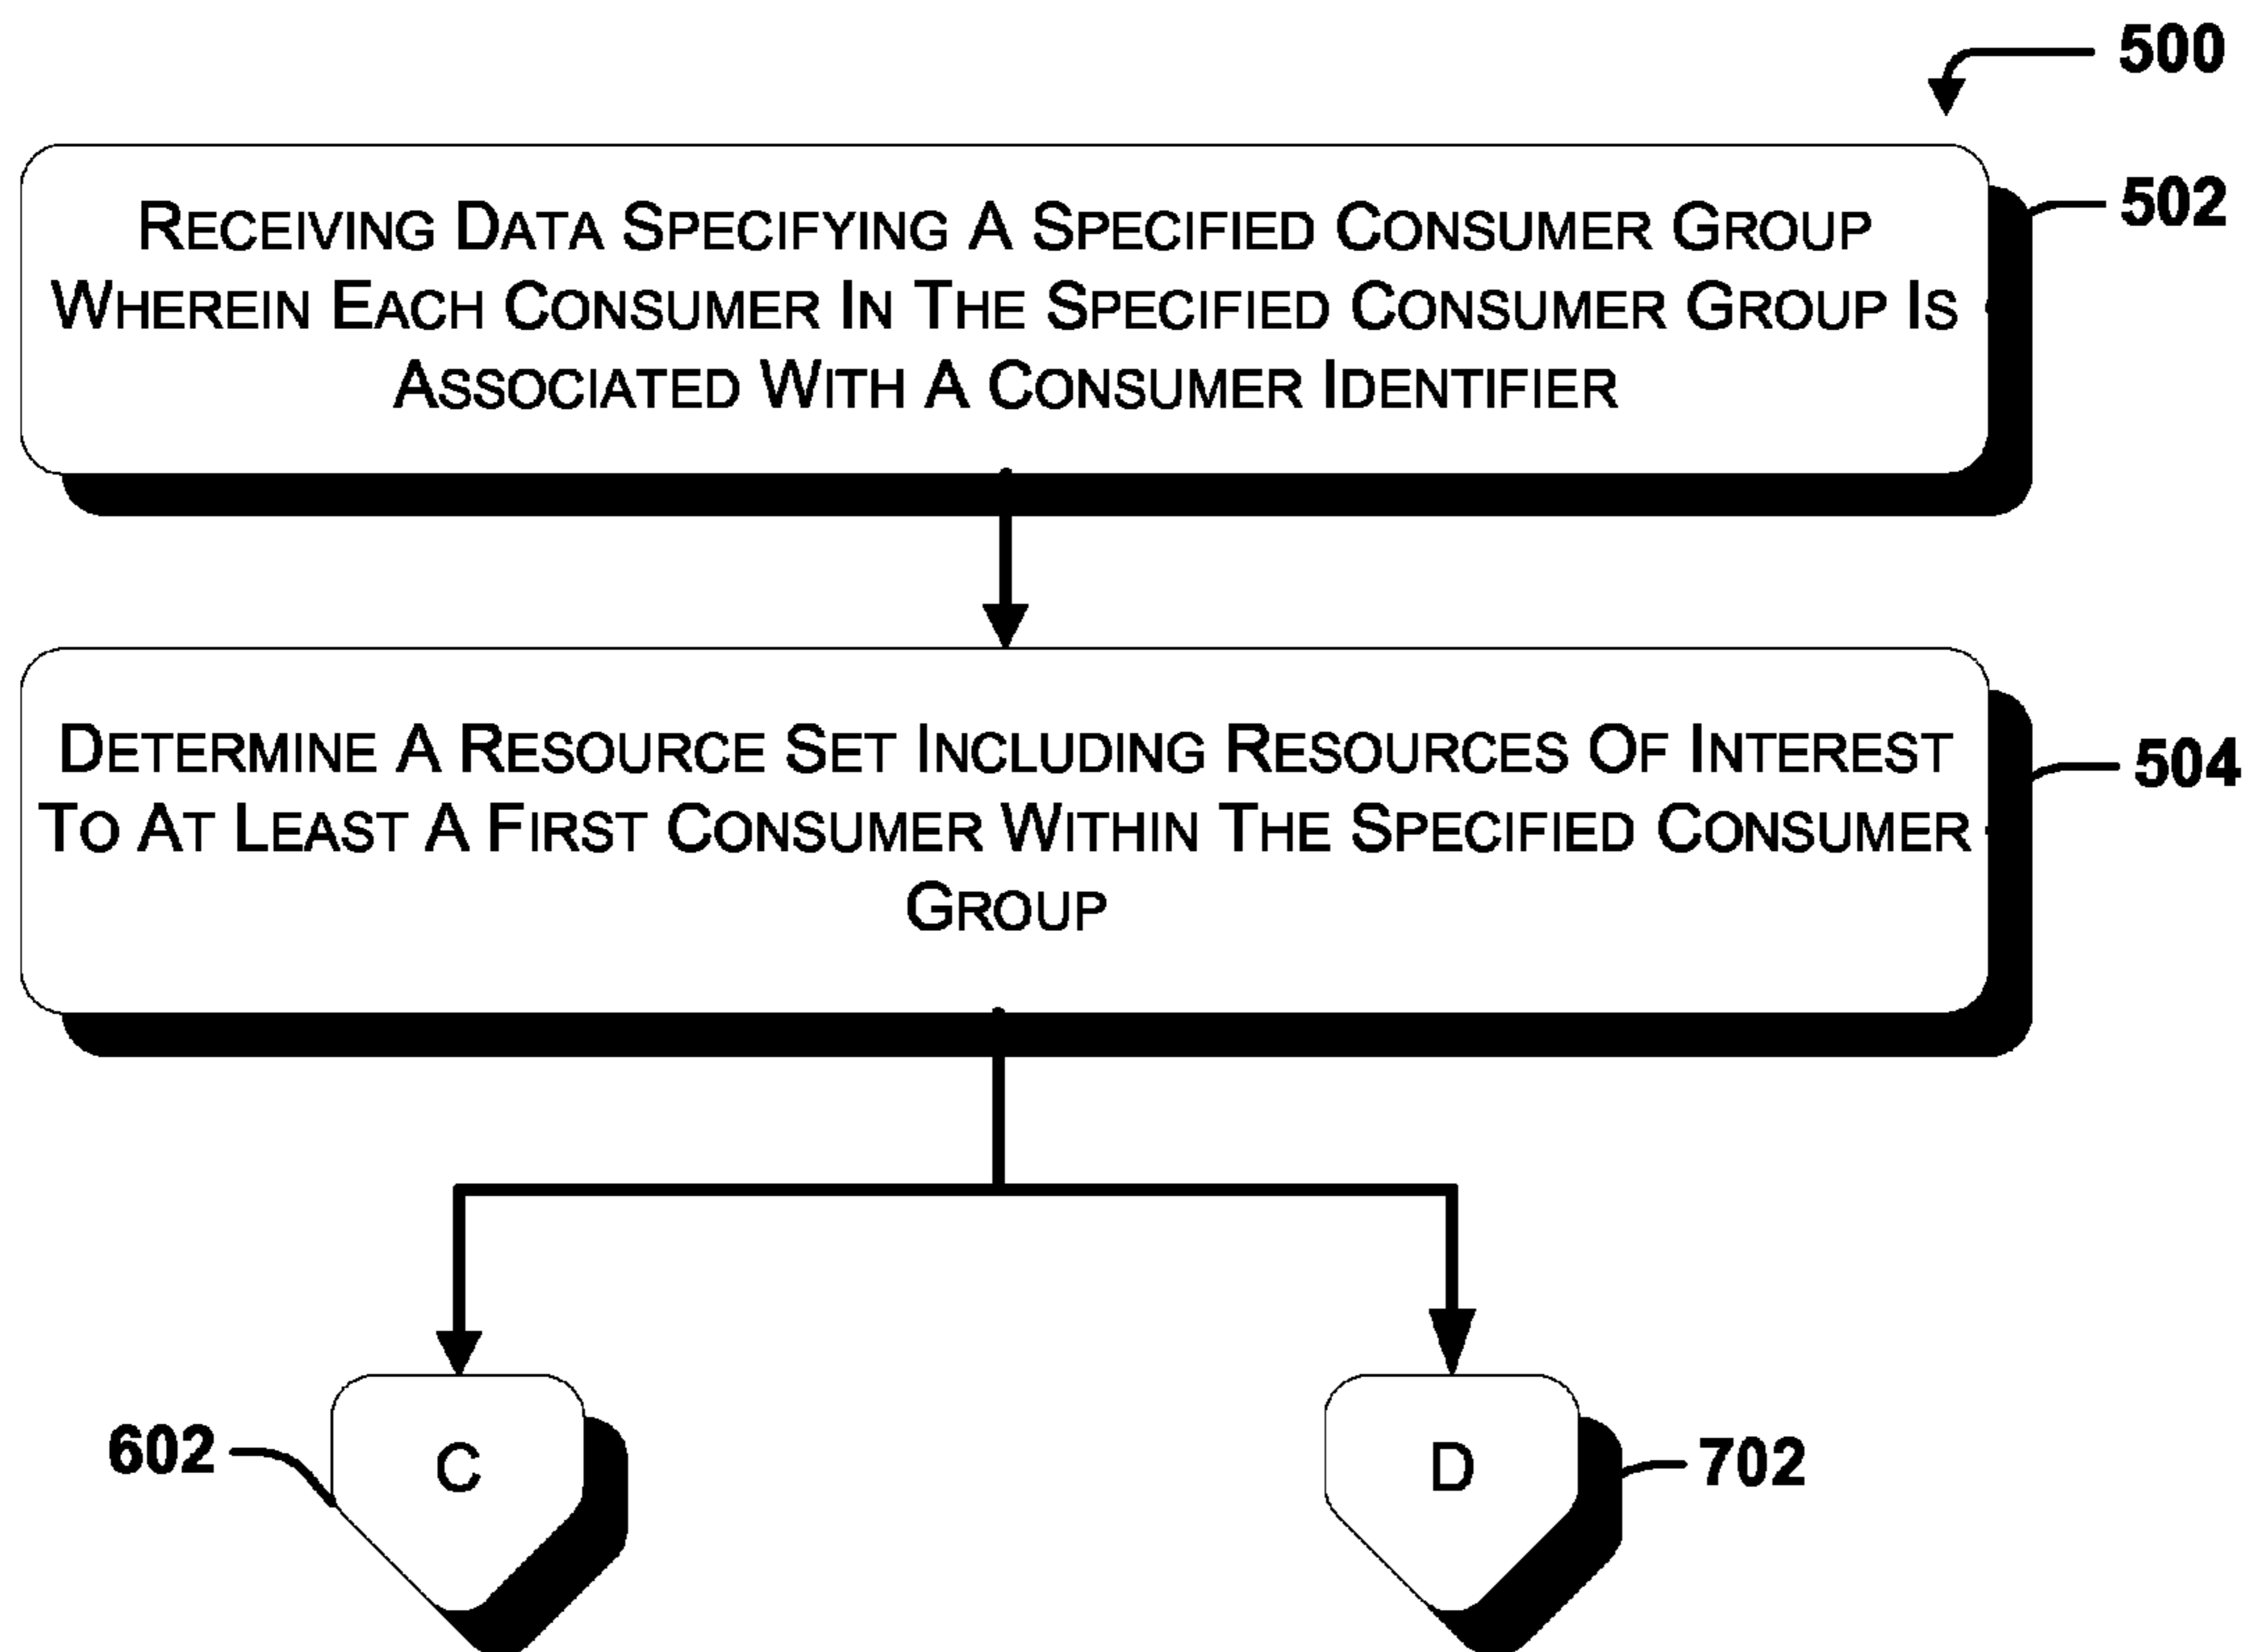 500
RECEIVING DATA SPECIFYING A SPECIFIED CONSUMER GROUP
WHEREIN EACH CONSUMER IN THE SPECIFIED CONSUMER GROUP IS
ASSOCIATED WITH A CONSUMER IDENTIFIER
502
DETERMINE A RESOURCE SET INCLUDING RESOURCES OF INTEREST
TO AT LEAST A FIRST CONSUMER WITHIN THE SPECIFIED CONSUMER
GROUP
504
602
C
D
702